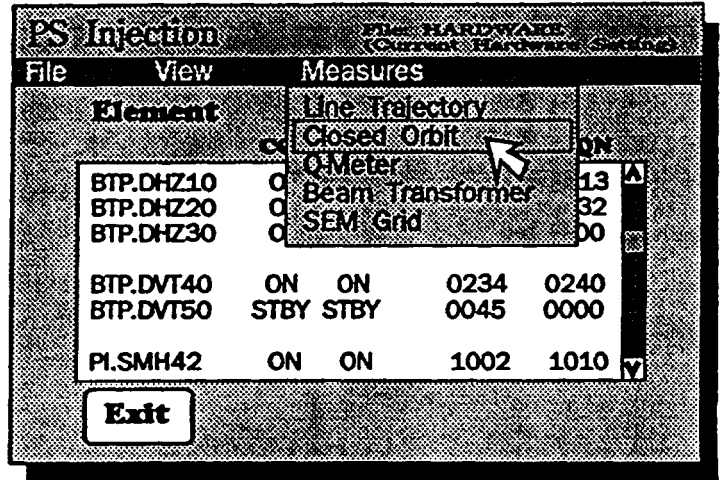 PS Injection File: HARDWARE
(Current Hardware Setting)
File View Measures
Element Line Trajectory
Closed Orbit QN
Q-Meter
BTP.DHZ10 Beam Transformer 13
BTP.DHZ20 SEM Grid 32
BTP.DHZ30 00
BTP.DVT40 ON ON 0234 0240
BTP.DVT50 STBY STBY 0045 0000
PI.SMH42 ON ON 1002 1010
Exit